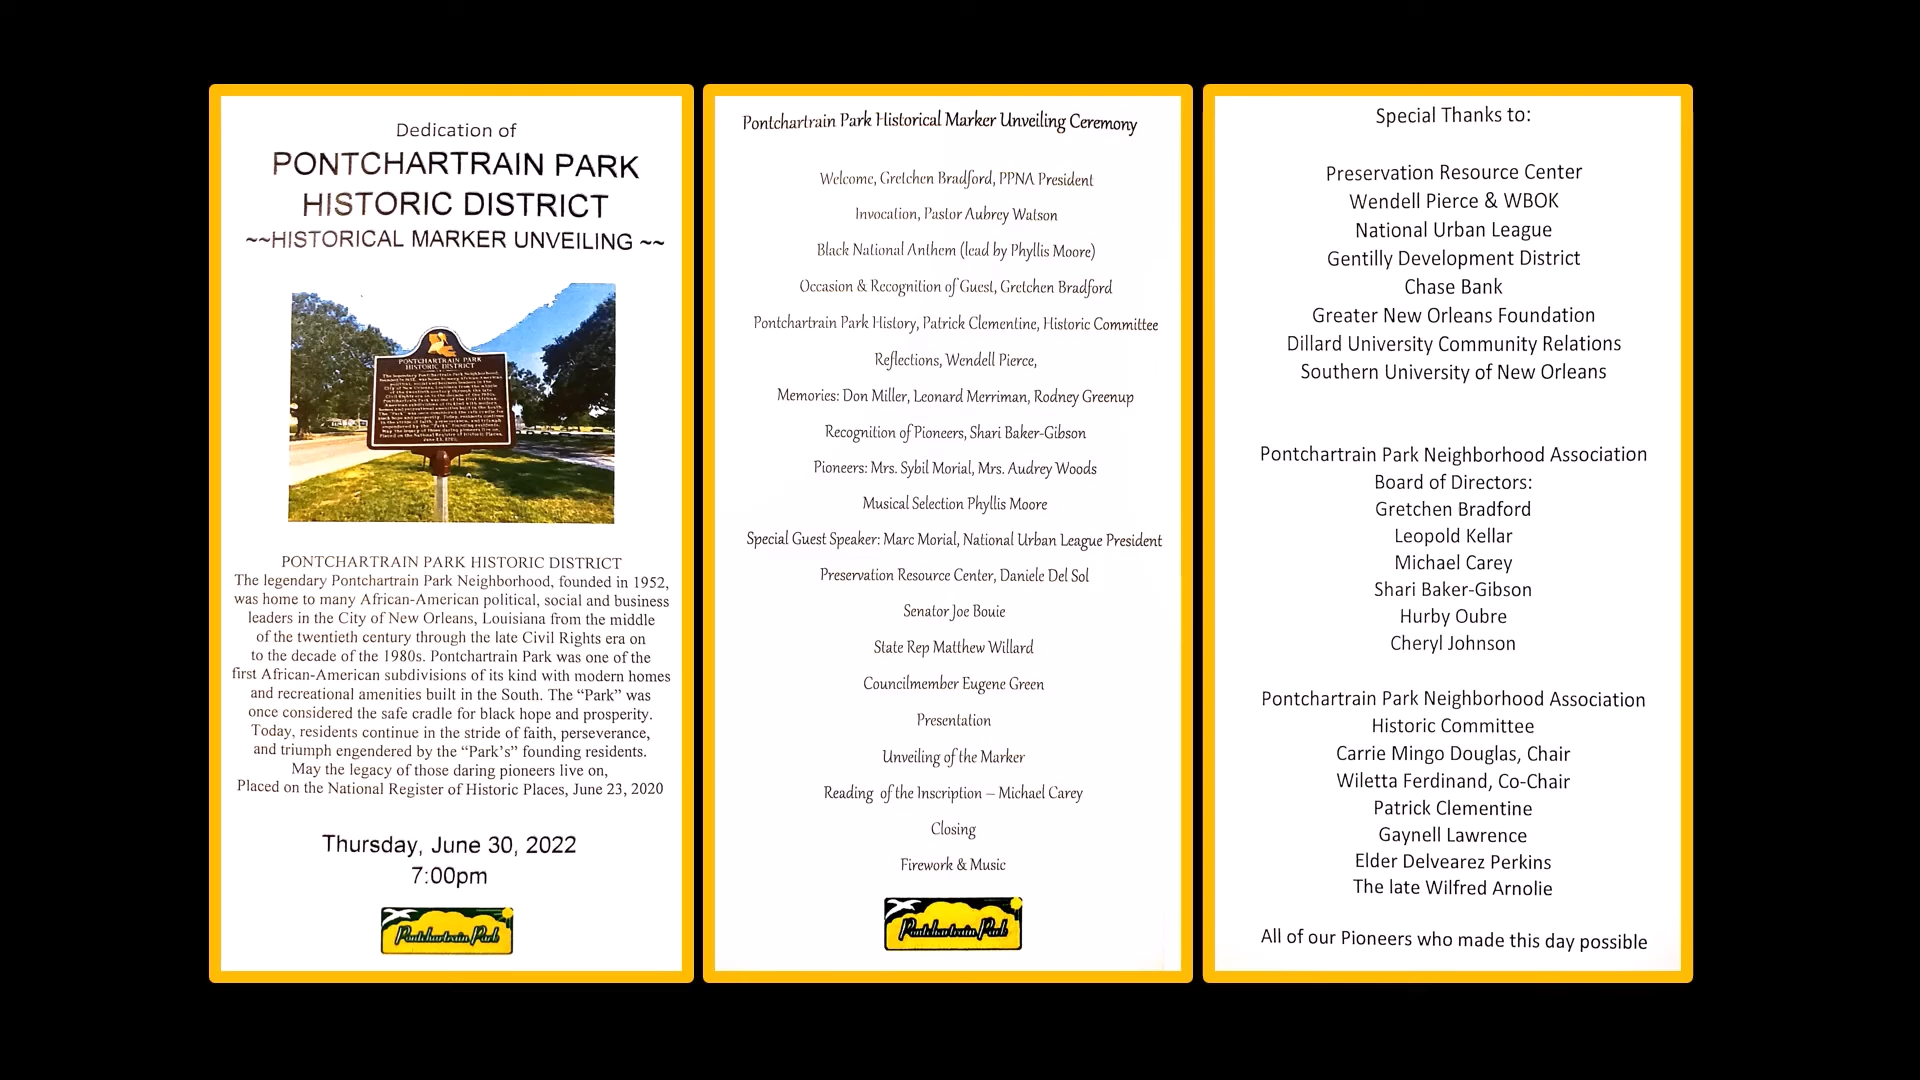 Dedication of
PONTCHARTRAIN PARK
HISTORIC DISTRICT
~~HISTORICAL MARKER UNVEILING ~~
PONTCHARTRAIN PARK
HISTORIC DISTRICT
PONTCHARTRAIN PARK HISTORIC DISTRICT
The legendary Pontchartrain Park Neighborhood, founded in 1952,
was home to many African-American political, social and business
leaders in the City of New Orleans, Louisiana from the middle
of the twentieth century through the late Civil Rights era on
to the decade of the 1980s. Pontchartrain Park was one of the
first African-American subdivisions of its kind with modern homes
and recreational amenities built in the South. The “Park” was
once considered the safe cradle for black hope and prosperity.
Today, residents continue in the stride of faith, perseverance,
and triumph engendered by the “Park’s” founding residents.
May the legacy of those daring pioneers live on,
Placed on the National Register of Historic Places, June 23, 2020
Thursday, June 30, 2022
7:00pm
Pontchartrain Park
Pontchartrain Park Historical Marker Unveiling Ceremony
Welcome, Gretchen Bradford, PPNA President
Invocation, Pastor Aubrey Watson
Black National Anthem (lead by Phyllis Moore)
Occasion & Recognition of Guest, Gretchen Bradford
Pontchartrain Park History, Patrick Clementine, Historic Committee
Reflections, Wendell Pierce,
Memories: Don Miller, Leonard Merriman, Rodney Greenup
Recognition of Pioneers, Shari Baker-Gibson
Pioneers: Mrs. Sybil Morial, Mrs. Audrey Woods
Musical Selection Phyllis Moore
Special Guest Speaker: Marc Morial, National Urban League President
Preservation Resource Center, Daniele Del Sol
Senator Joe Bouie
State Rep Matthew Willard
Councilmember Eugene Green
Presentation
Unveiling of the Marker
Reading of the Inscription – Michael Carey
Closing
Firework & Music
Pontchartrain Park
Special Thanks to:
Preservation Resource Center
Wendell Pierce & WBOK
National Urban League
Gentilly Development District
Chase Bank
Greater New Orleans Foundation
Dillard University Community Relations
Southern University of New Orleans
Pontchartrain Park Neighborhood Association
Board of Directors:
Gretchen Bradford
Leopold Kellar
Michael Carey
Shari Baker-Gibson
Hurby Oubre
Cheryl Johnson
Pontchartrain Park Neighborhood Association
Historic Committee
Carrie Mingo Douglas, Chair
Wiletta Ferdinand, Co-Chair
Patrick Clementine
Gaynell Lawrence
Elder Delvearez Perkins
The late Wilfred Arnolie
All of our Pioneers who made this day possible